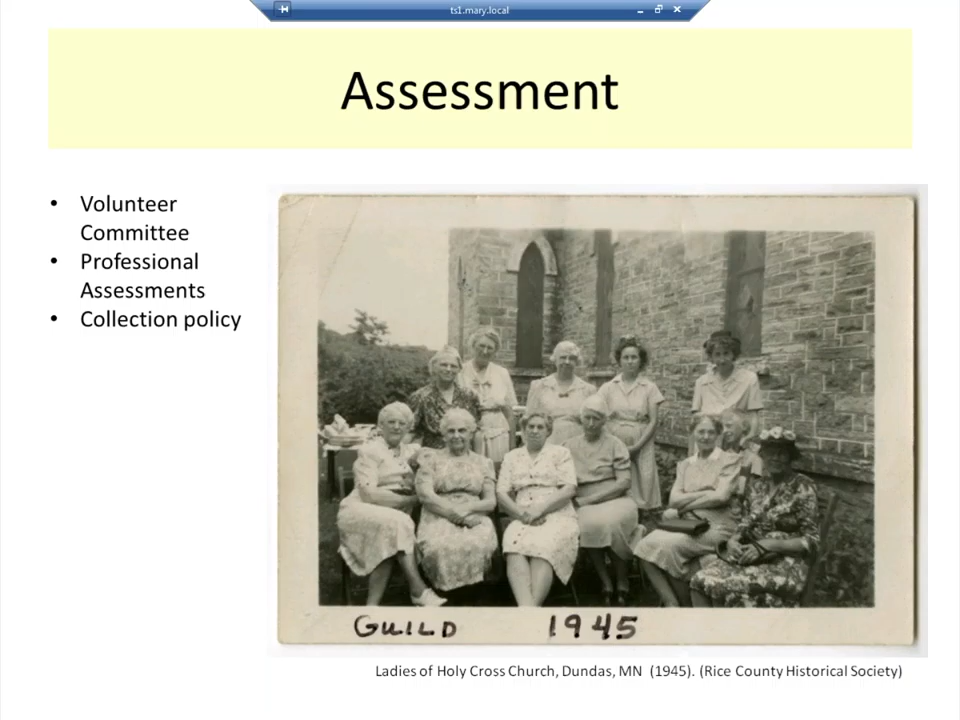 ts1.mary.local
Assessment
• Volunteer
Committee
• Professional
Assessments
• Collection policy
GUILD 1945
Ladies of Holy Cross Church, Dundas, MN (1945). (Rice County Historical Society)